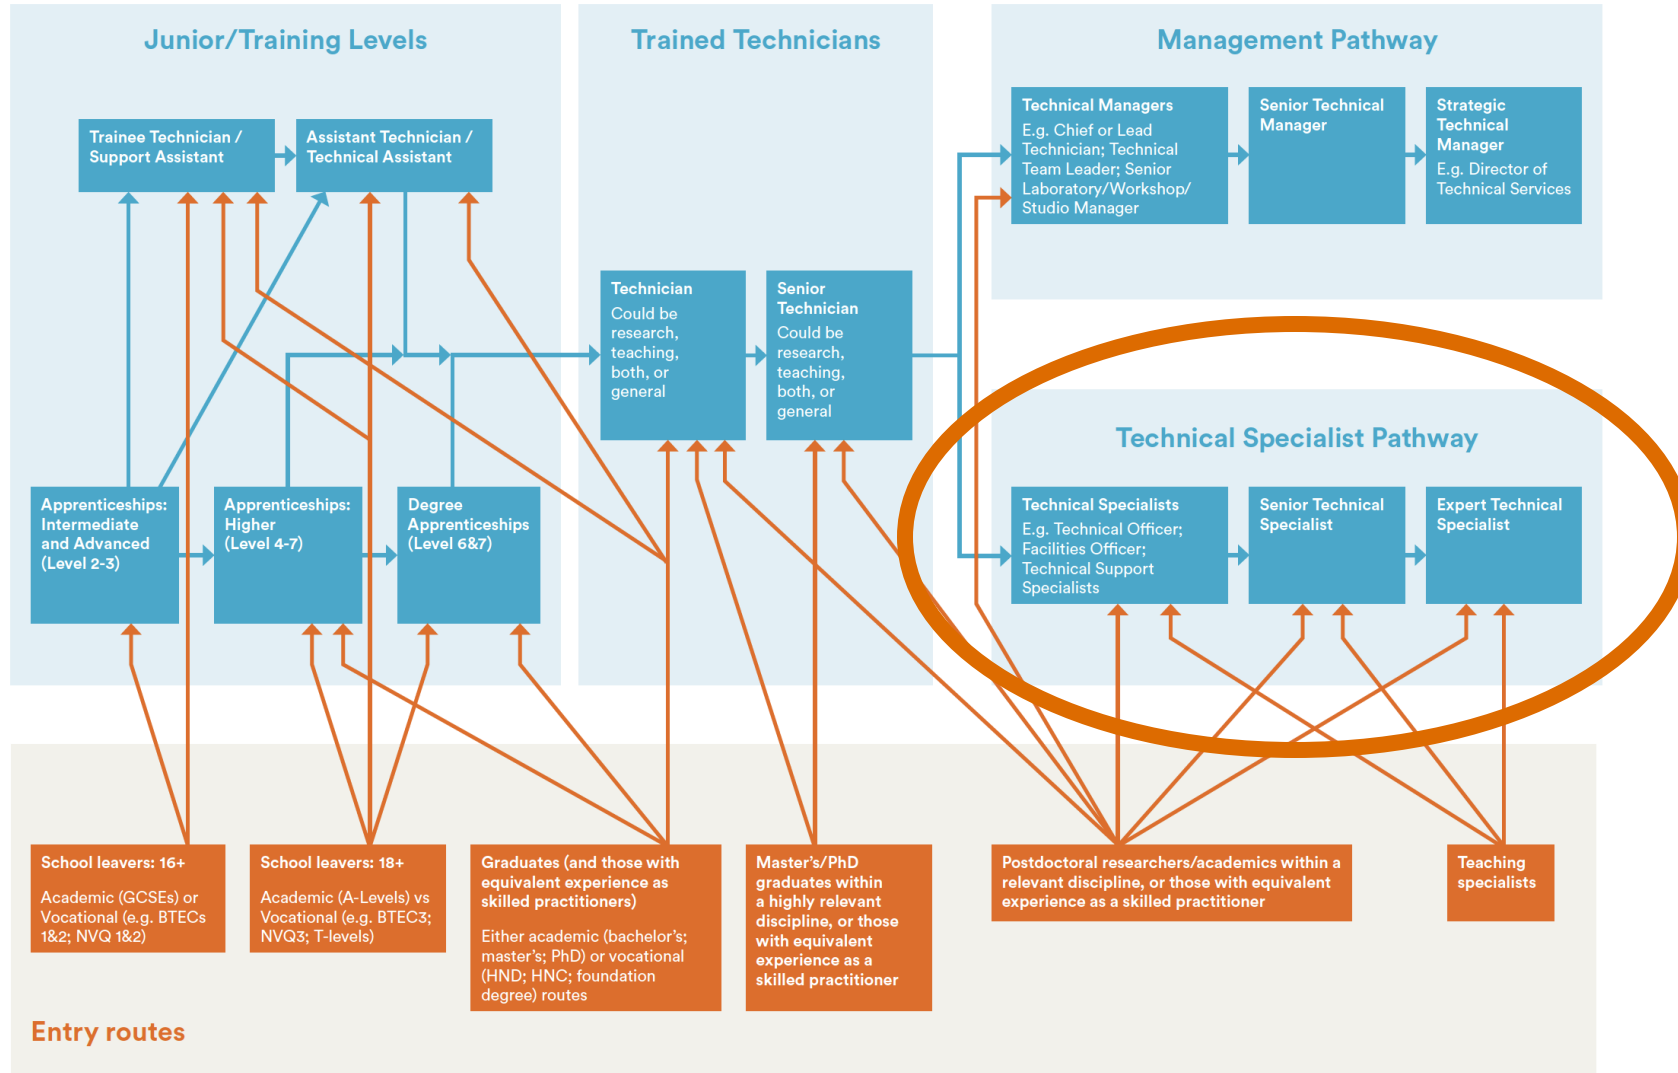 Junior/Training Levels
Trained Technicians
Management Pathway
Trainee Technician /
Support Assistant
Assistant Technician /
Technical Assistant
Technical Managers
E.g. Chief or Lead
Technician; Technical
Team Leader; Senior
Laboratory/Workshop/
Studio Manager
Senior Technical
Manager
Strategic
Technical
Manager
E.g. Director of
Technical Services
Technician
Could be
research,
teaching,
both, or
general
Senior
Technician
Could be
research,
teaching,
both, or
general
Technical Specialist Pathway
Apprenticeships:
Intermediate
and Advanced
(Level 2-3)
Apprenticeships:
Higher
(Level 4-7)
Degree
Apprenticeships
(Level 6&7)
Technical Specialists
E.g. Technical Officer;
Facilities Officer;
Technical Support
Specialists
Senior Technical
Specialist
Expert Technical
Specialist
School leavers: 16+
Academic (GCSEs) or
Vocational (e.g. BTECs
1&2; NVQ 1&2)
School leavers: 18+
Academic (A-Levels) vs
Vocational (e.g. BTEC3;
NVQ3; T-levels)
Graduates (and those with
equivalent experience as
skilled practitioners)
Either academic (bachelor's;
master's; PhD) or vocational
(HND; HNC; foundation
degree) routes
Master's/PhD
graduates within
a highly relevant
discipline, or those
with equivalent
experience as a
skilled practitioner
Postdoctoral researchers/academics within a
relevant discipline, or those with equivalent
experience as a skilled practitioner
Teaching
specialists
Entry routes